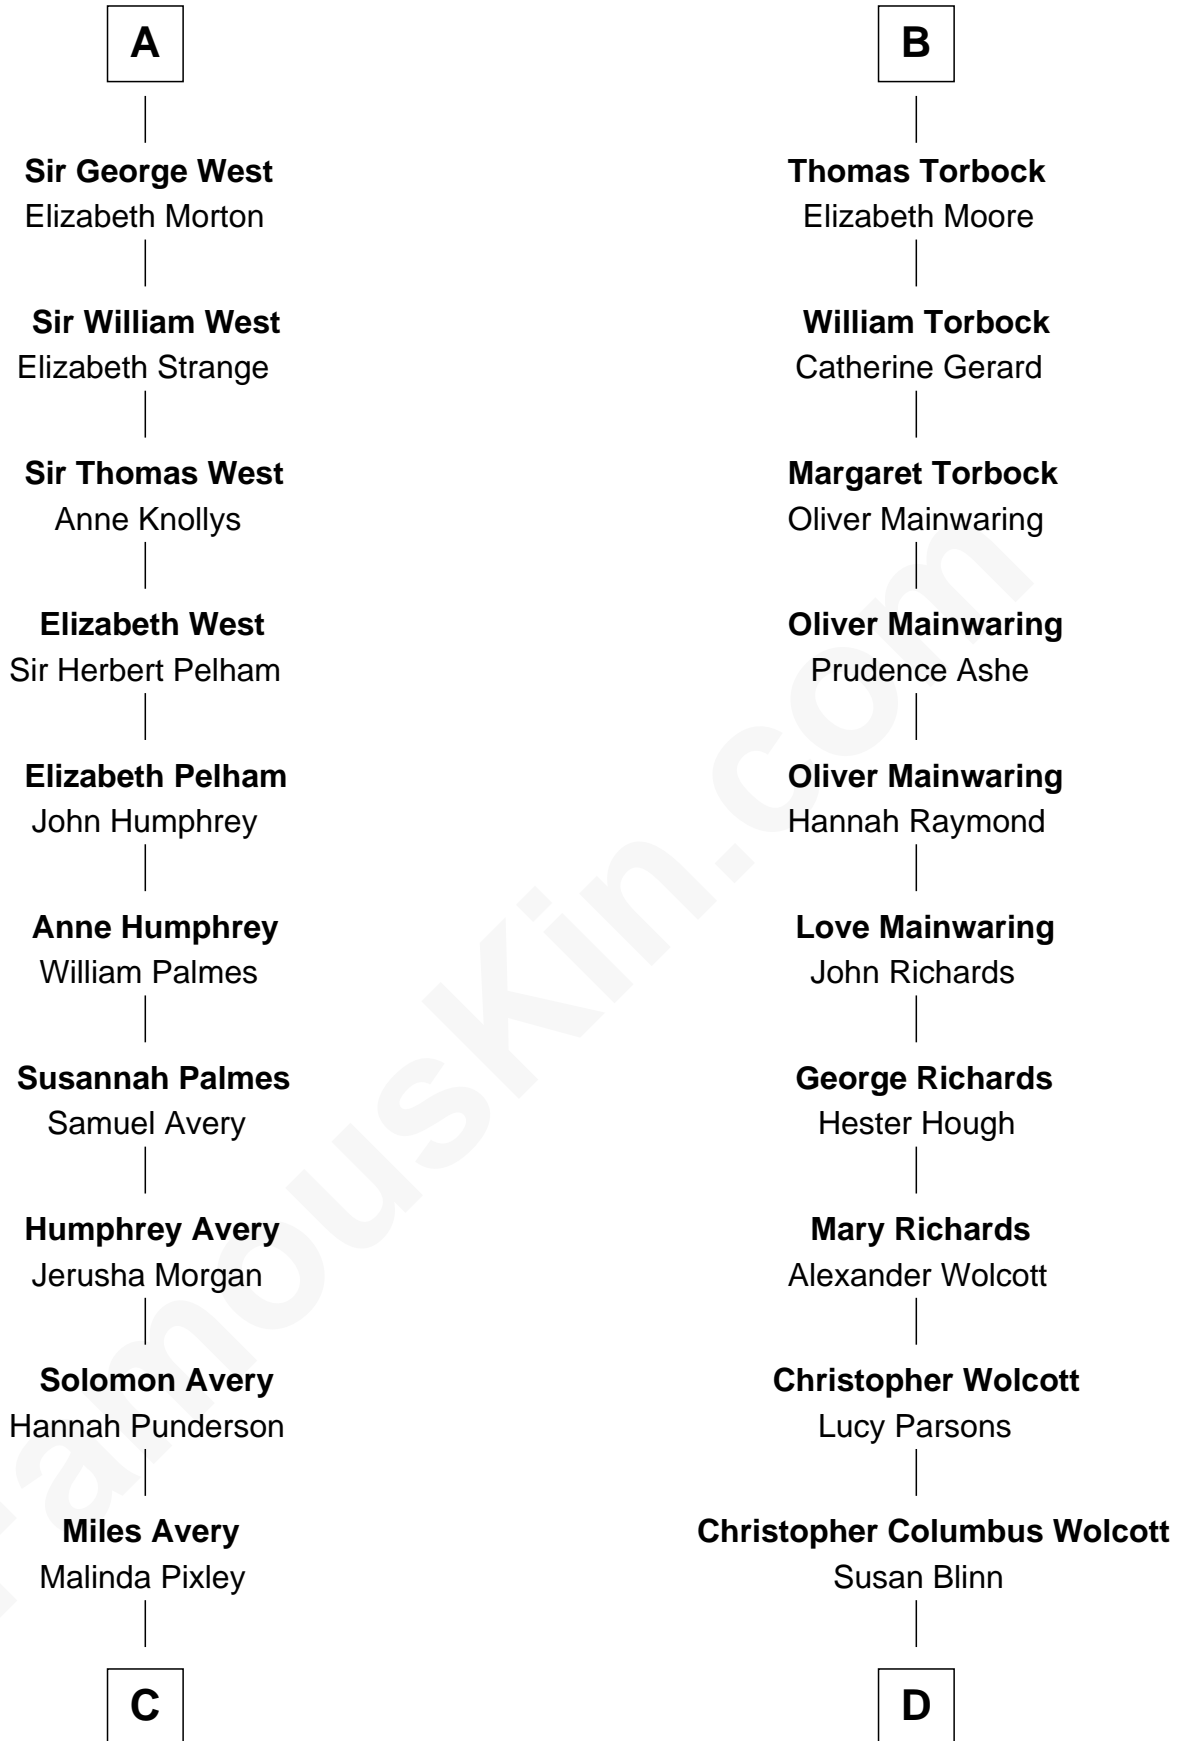 A
Sir George West
Elizabeth Morton
Sir William West
Elizabeth Strange
Sir Thomas West
Anne Knollys
Elizabeth West
Sir Herbert Pelham
Elizabeth Pelham
John Humphrey
Anne Humphrey
William Palmes
Susannah Palmes
Samuel Avery
Humphrey Avery
Jerusha Morgan
Solomon Avery
Hannah Punderson
Miles Avery
Malinda Pixley
C
B
Thomas Torbock
Elizabeth Moore
William Torbock
Catherine Gerard
Margaret Torbock
Oliver Mainwaring
Oliver Mainwaring
Prudence Ashe
Oliver Mainwaring
Hannah Raymond
Love Mainwaring
John Richards
George Richards
Hester Hough
Mary Richards
Alexander Wolcott
Christopher Wolcott
Lucy Parsons
Christopher Columbus Wolcott
Susan Blinn
D
FamousKin.com